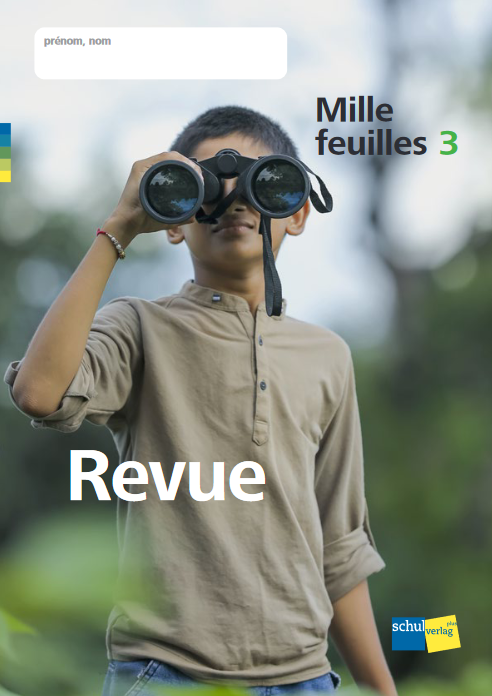 prénom, nom
Mille
feuilles 3
Revue
schul
verlag
plus